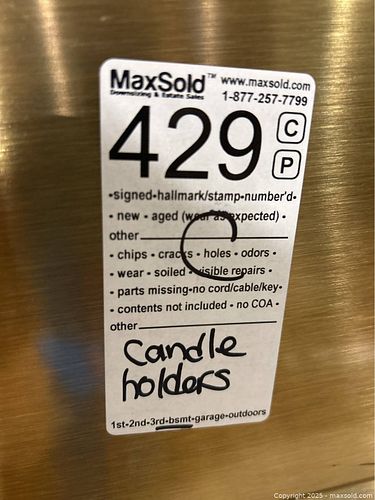 MaxSold™ www.maxsold.com
Downsizing & Estate Sales 1-877-257-7799
429 C
P
•signed-hallmark/stamp-number'd•
• new • aged (wear as expected) •
other
• chips • cracks • holes • odors •
• wear • soiled • visible repairs •
• parts missing•no cord/cable/key•
• contents not included • no COA •
other
Candle
holders
1st-2nd-3rd-bsmt-garage-outdoors
Copyright © 2025 - maxsold.com